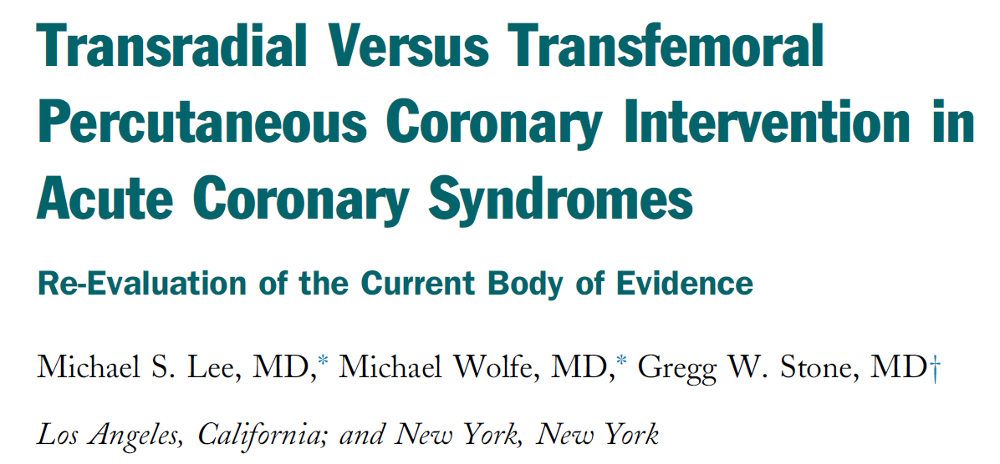 Transradial Versus Transfemoral
Percutaneous Coronary Intervention in
Acute Coronary Syndromes
Re-Evaluation of the Current Body of Evidence
Michael S. Lee, MD,* Michael Wolfe, MD,* Gregg W. Stone, MD†
Los Angeles, California; and New York, New York